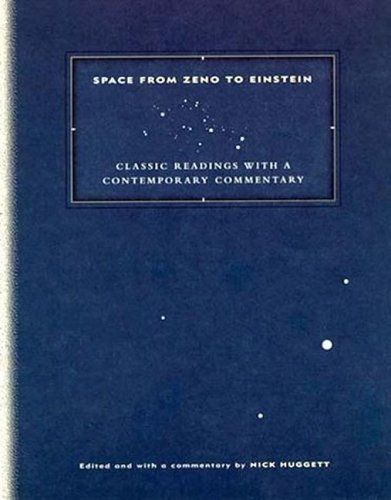 SPACE FROM ZENO TO EINSTEIN
CLASSIC READINGS WITH A
CONTEMPORARY COMMENTARY
Edited and with a commentary by NICK HUGGETT